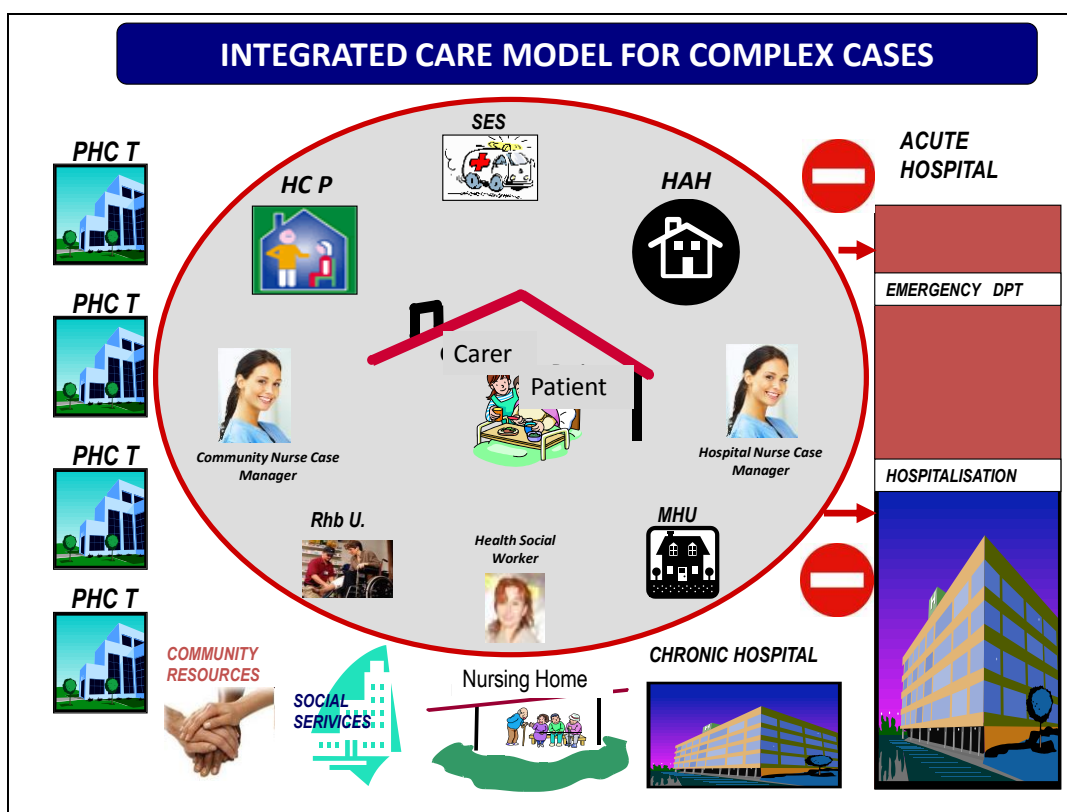 INTEGRATED CARE MODEL FOR COMPLEX CASES
SES
ACUTE
HOSPITAL
PHC T
HC P
HAH
EMERGENCY DPT
PHC T
Carer
Patient
Community Nurse Case
Manager
Hospital Nurse Case
Manager
HOSPITALISATION
PHC T
Rhb U.
Health Social
Worker
MHU
PHC T
COMMUNITY
RESOURCES
SOCIAL
SERIVICES
Nursing Home
CHRONIC HOSPITAL